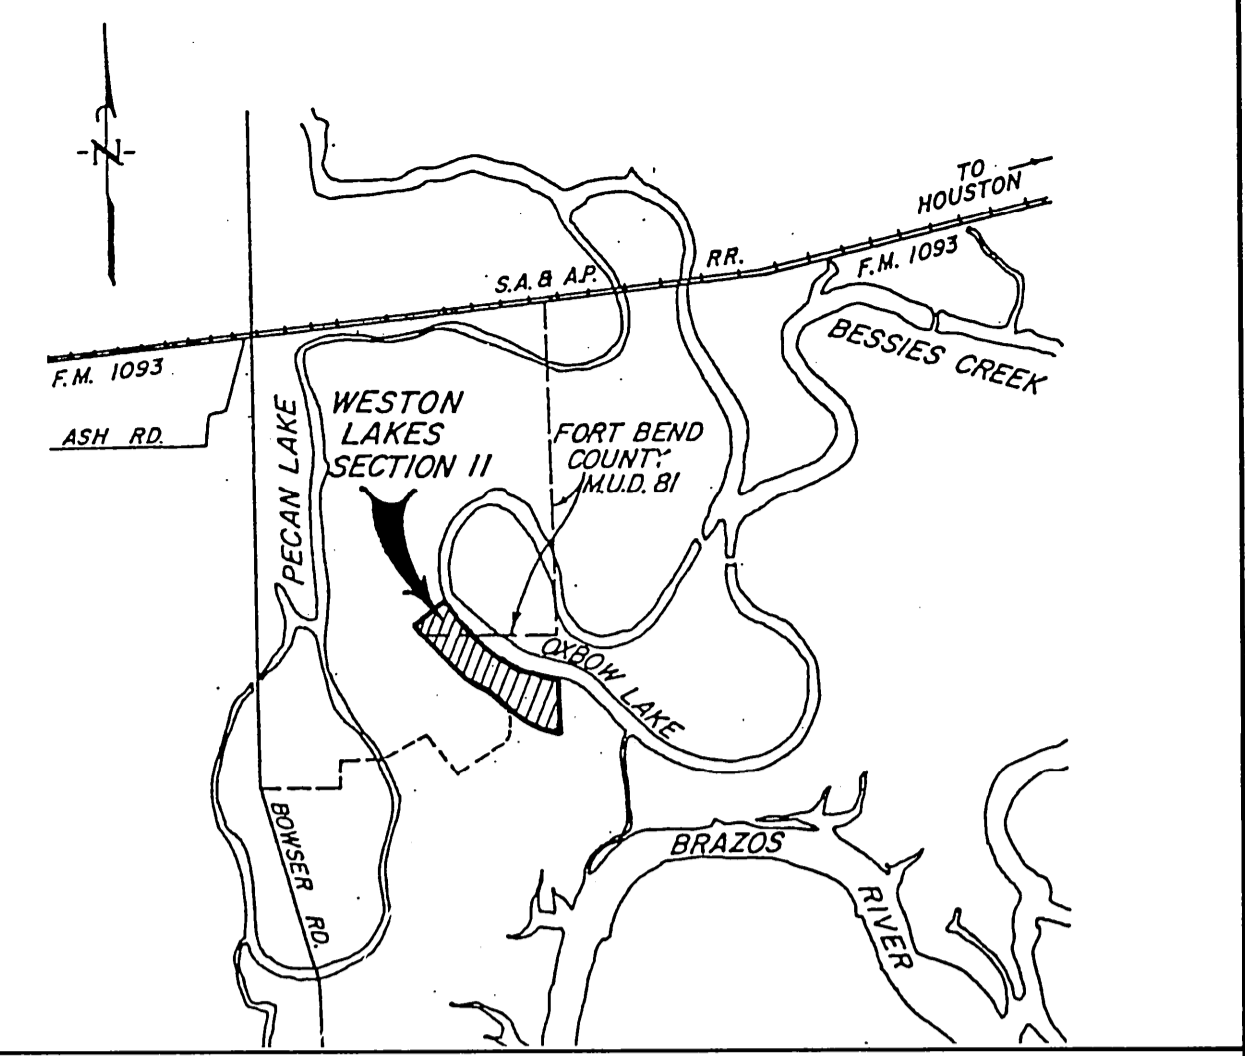 N
TO
HOUSTON
S.A. & A.P.
RR.
F.M. 1093
F.M. 1093
BESSIES CREEK
ASH RD.
PECAN LAKE
WESTON
LAKES
SECTION 11
FORT BEND
COUNTY
M.U.D. 81
OXBOW LAKE
BOWSER RD.
BRAZOS
RIVER